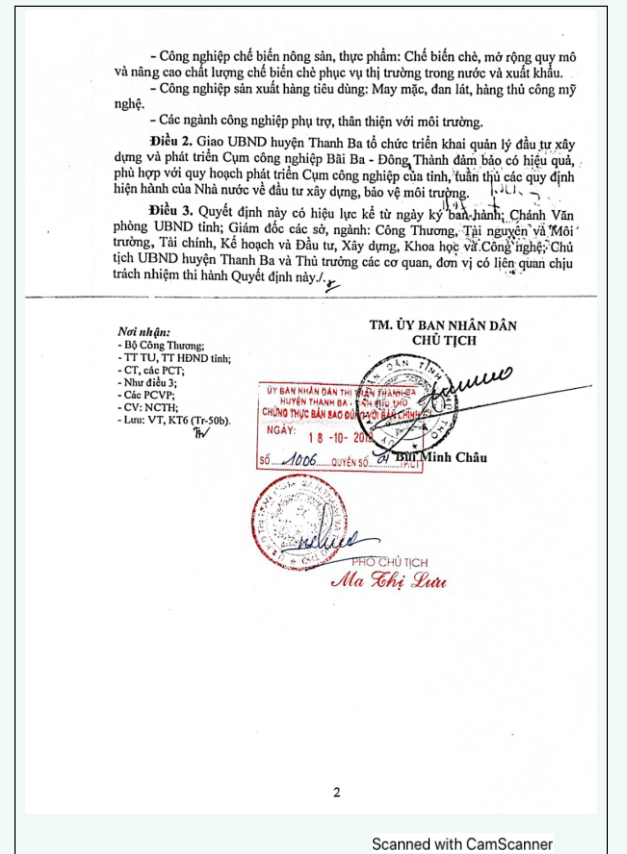 - Công nghiệp chế biến nông sản, thực phẩm: Chế biến chè, mở rộng quy mô
và nâng cao chất lượng chế biến chè phục vụ thị trường trong nước và xuất khẩu.
- Công nghiệp sản xuất hàng tiêu dùng: May mặc, đan lát, hàng thủ công mỹ
nghệ.
- Các ngành công nghiệp phụ trợ, thân thiện với môi trường.
Điều 2. Giao UBND huyện Thanh Ba tổ chức triển khai quản lý đầu tư xây
dựng và phát triển Cụm công nghiệp Bãi Ba - Đông Thành đảm bảo có hiệu quả,
phù hợp với quy hoạch phát triển Cụm công nghiệp của tỉnh, tuân thủ các quy định
hiện hành của Nhà nước về đầu tư xây dựng, bảo vệ môi trường.
Điều 3. Quyết định này có hiệu lực kể từ ngày ký ban hành; Chánh Văn
phòng UBND tỉnh; Giám đốc các sở, ngành: Công Thương, Tài nguyên và Môi
trường, Tài chính, Kế hoạch và Đầu tư, Xây dựng, Khoa học và Công nghệ; Chủ
tịch UBND huyện Thanh Ba và Thủ trưởng các cơ quan, đơn vị có liên quan chịu
trách nhiệm thi hành Quyết định này./.
Nơi nhận:
- Bộ Công Thương;
- TT TU, TT HĐND tỉnh;
- CT, các PCT;
- Như điều 3;
- Các PCVP;
- CV: NCTH;
- Lưu: VT, KT6 (Tr-50b).
TM. ỦY BAN NHÂN DÂN
CHỦ TỊCH
ỦY BAN NHÂN DÂN THỊ TRẤN THANH BA
HUYỆN THANH BA - TỈNH PHÚ THỌ
CHỨNG THỰC BẢN SAO ĐÚNG VỚI BẢN CHÍNH
NGÀY: 18 -10-
SỐ 1006 QUYỂN SỐ 01
Bùi Minh Châu
PHÓ CHỦ TỊCH
Ma Thị Lưu
2
Scanned with CamScanner